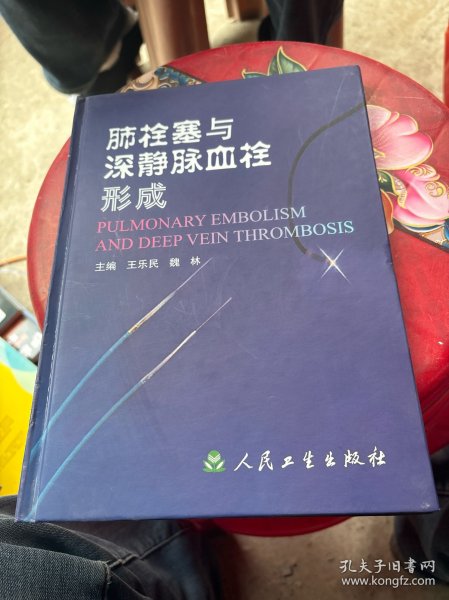 肺栓塞与
深静脉血栓
形成
PULMONARY EMBOLISM
AND DEEP VEIN THROMBOSIS
主编 王乐民 魏 林
人民卫生出版社
孔夫子旧书网
www.kongfz.com